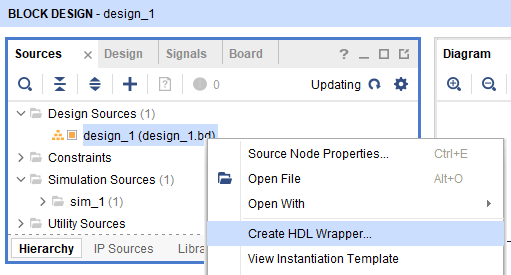 BLOCK DESIGN - design_1
Sources × Design Signals Board ? Diagram
0 Updating
Design Sources (1)
design_1 (design_1.bd)
Constraints
Simulation Sources (1)
sim_1 (1)
Utility Sources
Hierarchy IP Sources
Source Node Properties... Ctrl+E
Open File Alt+O
Open With
Create HDL Wrapper...
View Instantiation Template